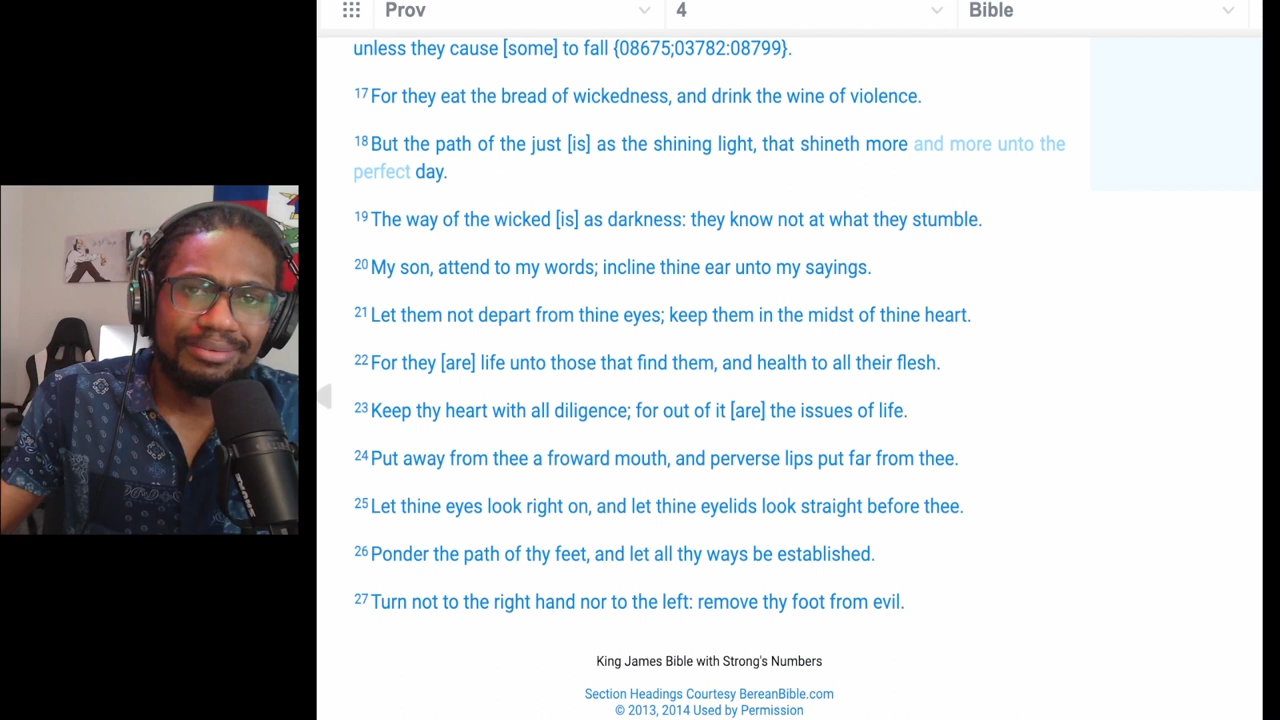 Prov
4
Bible
unless they cause [some] to fall {08675;03782:08799}.
17 For they eat the bread of wickedness, and drink the wine of violence.
18 But the path of the just [is] as the shining light, that shineth more and more unto the
perfect day.
19 The way of the wicked [is] as darkness: they know not at what they stumble.
20 My son, attend to my words; incline thine ear unto my sayings.
21 Let them not depart from thine eyes; keep them in the midst of thine heart.
22 For they [are] life unto those that find them, and health to all their flesh.
23 Keep thy heart with all diligence; for out of it [are] the issues of life.
24 Put away from thee a froward mouth, and perverse lips put far from thee.
25 Let thine eyes look right on, and let thine eyelids look straight before thee.
26 Ponder the path of thy feet, and let all thy ways be established.
27 Turn not to the right hand nor to the left: remove thy foot from evil.
King James Bible with Strong's Numbers
Section Headings Courtesy BereanBible.com
© 2013, 2014 Used by Permission
SHURE